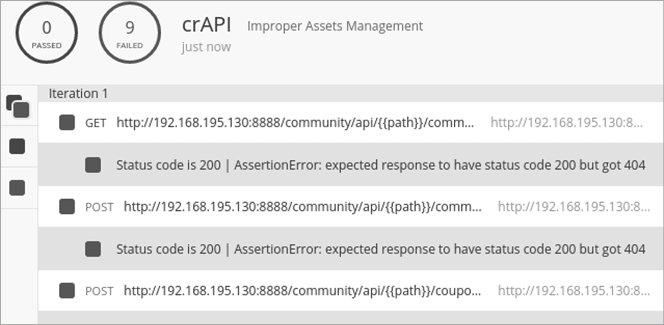 0
PASSED
9
FAILED
crAPI Improper Assets Management
just now
Iteration 1
GET http://192.168.195.130:8888/community/api/{{path}}/comm... http://192.168.195.130:8...
Status code is 200 | AssertionError: expected response to have status code 200 but got 404
POST http://192.168.195.130:8888/community/api/{{path}}/comm... http://192.168.195.130:8...
Status code is 200 | AssertionError: expected response to have status code 200 but got 404
POST http://192.168.195.130:8888/community/api/{{path}}/coupo... http://192.168.195.130:8...